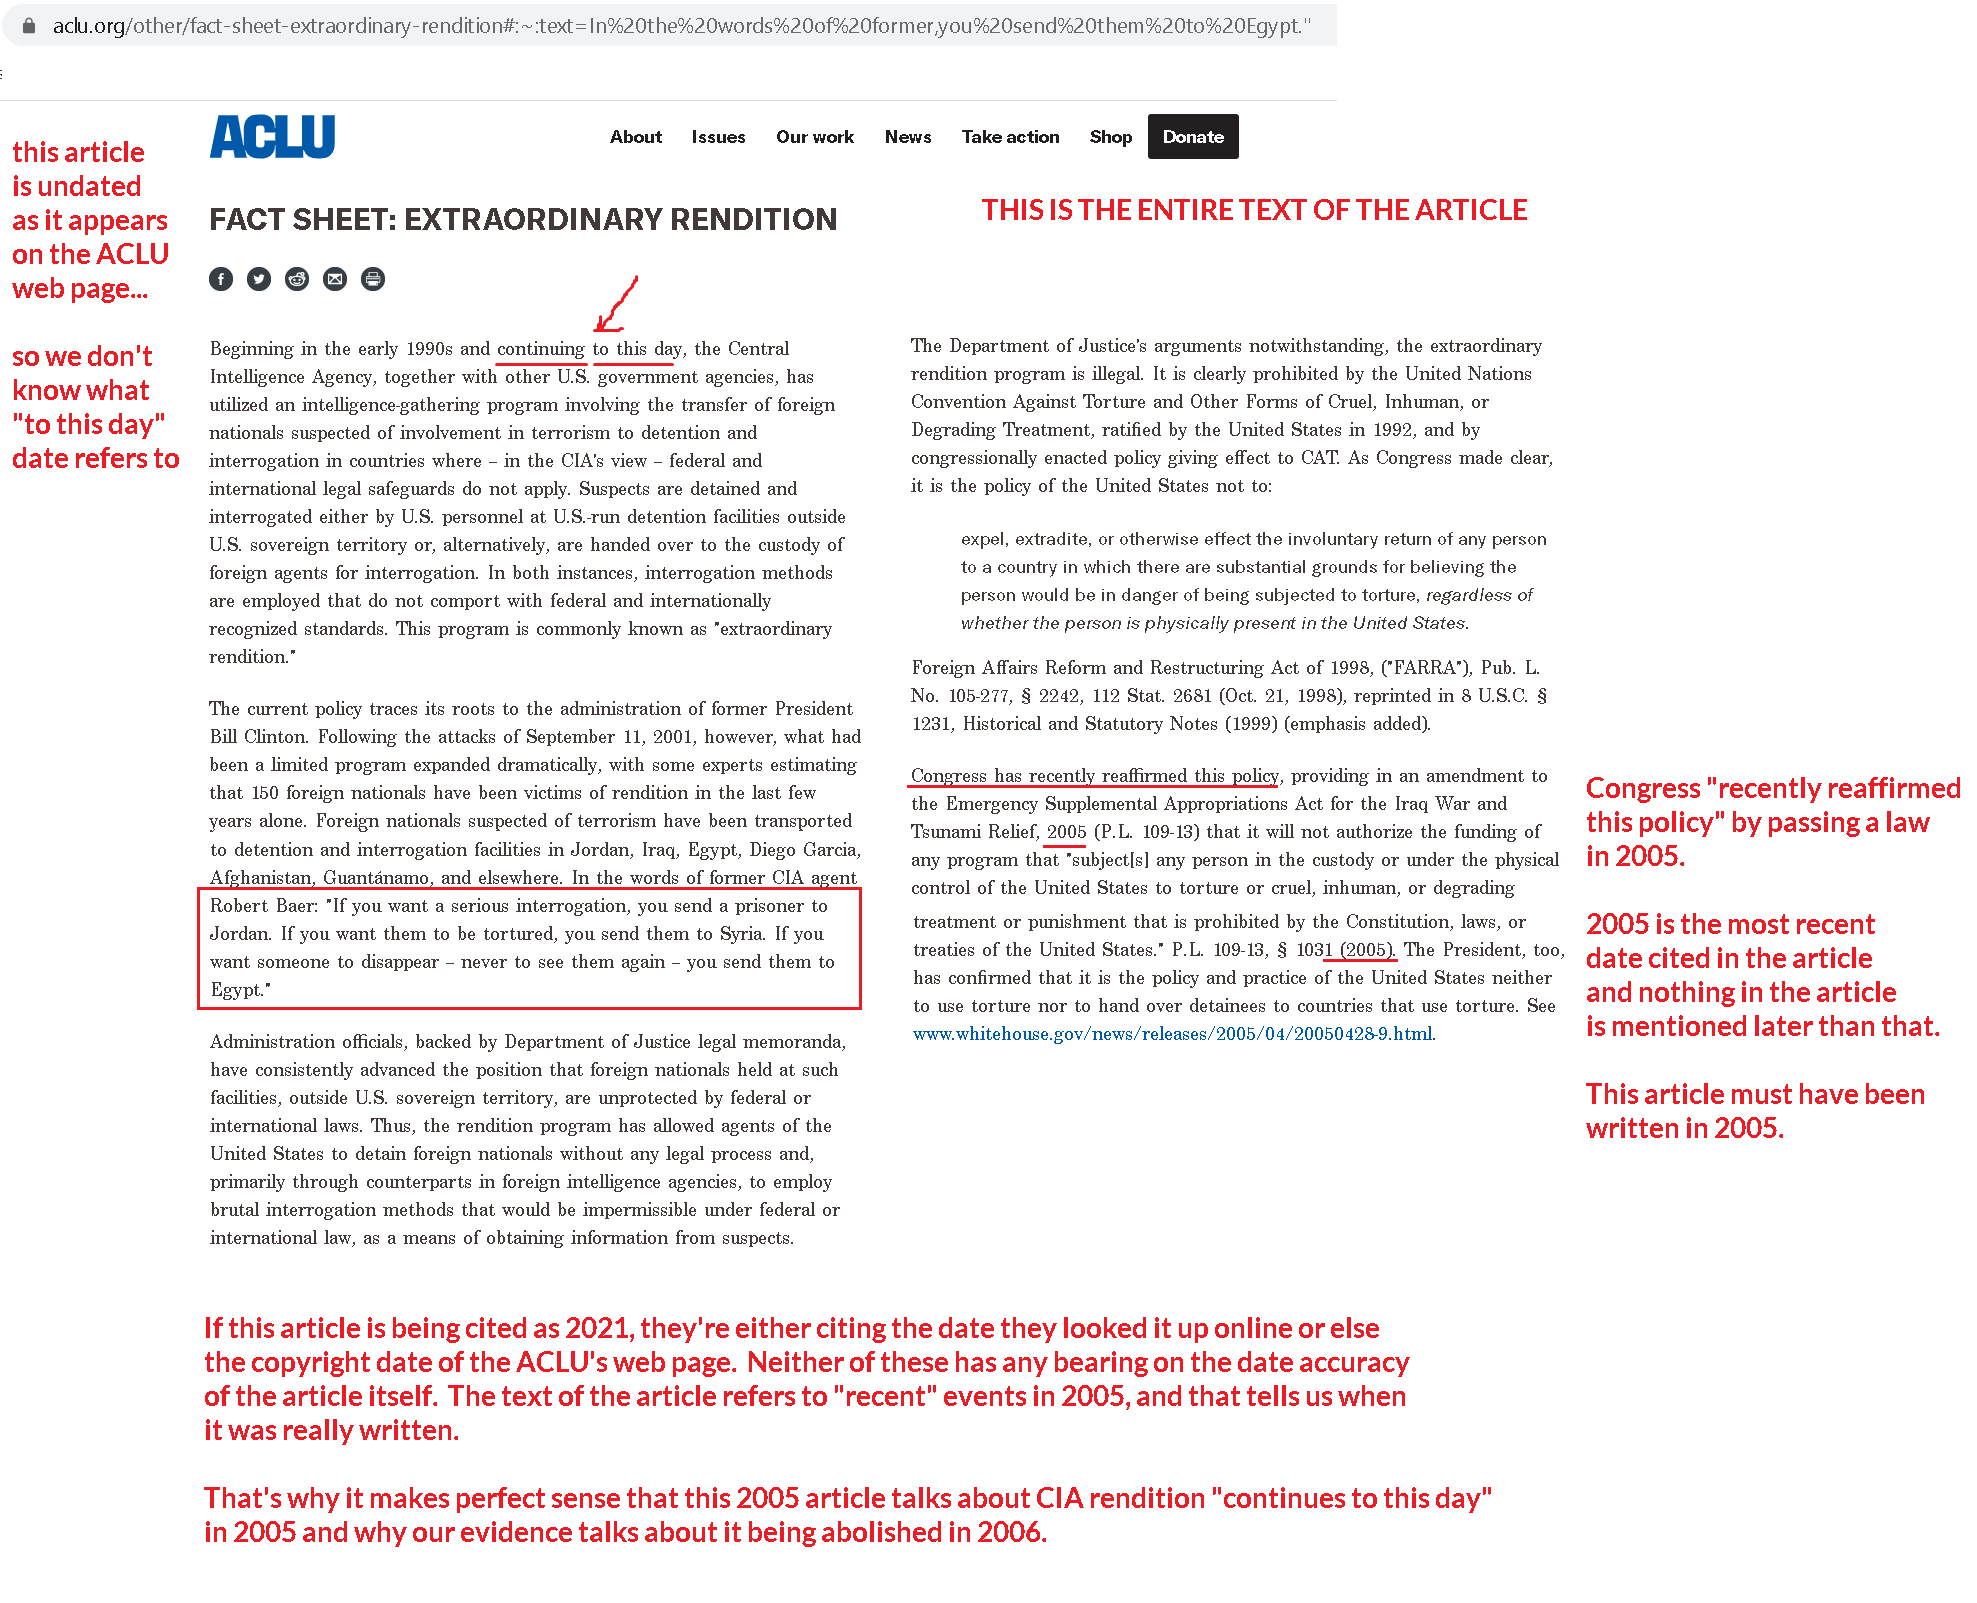 aclu.org/other/fact-sheet-extraordinary-rendition#:~:text=In%20the%20words%20of%20former,you%20send%20them%20to%20Egypt."
s
ACLU
About Issues Our work News Take action Shop Donate
this article
is undated
as it appears
on the ACLU
web page...
so we don't
know what
"to this day"
date refers to
FACT SHEET: EXTRAORDINARY RENDITION
THIS IS THE ENTIRE TEXT OF THE ARTICLE
Beginning in the early 1990s and continuing to this day, the Central
Intelligence Agency, together with other U.S. government agencies, has
utilized an intelligence-gathering program involving the transfer of foreign
nationals suspected of involvement in terrorism to detention and
interrogation in countries where – in the CIA's view – federal and
international legal safeguards do not apply. Suspects are detained and
interrogated either by U.S. personnel at U.S.-run detention facilities outside
U.S. sovereign territory or, alternatively, are handed over to the custody of
foreign agents for interrogation. In both instances, interrogation methods
are employed that do not comport with federal and internationally
recognized standards. This program is commonly known as "extraordinary
rendition."
The current policy traces its roots to the administration of former President
Bill Clinton. Following the attacks of September 11, 2001, however, what had
been a limited program expanded dramatically, with some experts estimating
that 150 foreign nationals have been victims of rendition in the last few
years alone. Foreign nationals suspected of terrorism have been transported
to detention and interrogation facilities in Jordan, Iraq, Egypt, Diego Garcia,
Afghanistan, Guantánamo, and elsewhere. In the words of former CIA agent
Robert Baer: "If you want a serious interrogation, you send a prisoner to
Jordan. If you want them to be tortured, you send them to Syria. If you
want someone to disappear – never to see them again – you send them to
Egypt."
Administration officials, backed by Department of Justice legal memoranda,
have consistently advanced the position that foreign nationals held at such
facilities, outside U.S. sovereign territory, are unprotected by federal or
international laws. Thus, the rendition program has allowed agents of the
United States to detain foreign nationals without any legal process and,
primarily through counterparts in foreign intelligence agencies, to employ
brutal interrogation methods that would be impermissible under federal or
international law, as a means of obtaining information from suspects.
The Department of Justice's arguments notwithstanding, the extraordinary
rendition program is illegal. It is clearly prohibited by the United Nations
Convention Against Torture and Other Forms of Cruel, Inhuman, or
Degrading Treatment, ratified by the United States in 1992, and by
congressionally enacted policy giving effect to CAT. As Congress made clear,
it is the policy of the United States not to:
expel, extradite, or otherwise effect the involuntary return of any person
to a country in which there are substantial grounds for believing the
person would be in danger of being subjected to torture, regardless of
whether the person is physically present in the United States.
Foreign Affairs Reform and Restructuring Act of 1998, ("FARRA"), Pub. L.
No. 105-277, § 2242, 112 Stat. 2681 (Oct. 21, 1998), reprinted in 8 U.S.C. §
1231, Historical and Statutory Notes (1999) (emphasis added).
Congress has recently reaffirmed this policy, providing in an amendment to
the Emergency Supplemental Appropriations Act for the Iraq War and
Tsunami Relief, 2005 (P.L. 109-13) that it will not authorize the funding of
any program that "subject[s] any person in the custody or under the physical
control of the United States to torture or cruel, inhuman, or degrading
treatment or punishment that is prohibited by the Constitution, laws, or
treaties of the United States." P.L. 109-13, § 1031 (2005). The President, too,
has confirmed that it is the policy and practice of the United States neither
to use torture nor to hand over detainees to countries that use torture. See
www.whitehouse.gov/news/releases/2005/04/20050428-9.html.
Congress "recently reaffirmed
this policy" by passing a law
in 2005.
2005 is the most recent
date cited in the article
and nothing in the article
is mentioned later than that.
This article must have been
written in 2005.
If this article is being cited as 2021, they're either citing the date they looked it up online or else
the copyright date of the ACLU's web page. Neither of these has any bearing on the date accuracy
of the article itself. The text of the article refers to "recent" events in 2005, and that tells us when
it was really written.
That's why it makes perfect sense that this 2005 article talks about CIA rendition "continues to this day"
in 2005 and why our evidence talks about it being abolished in 2006.